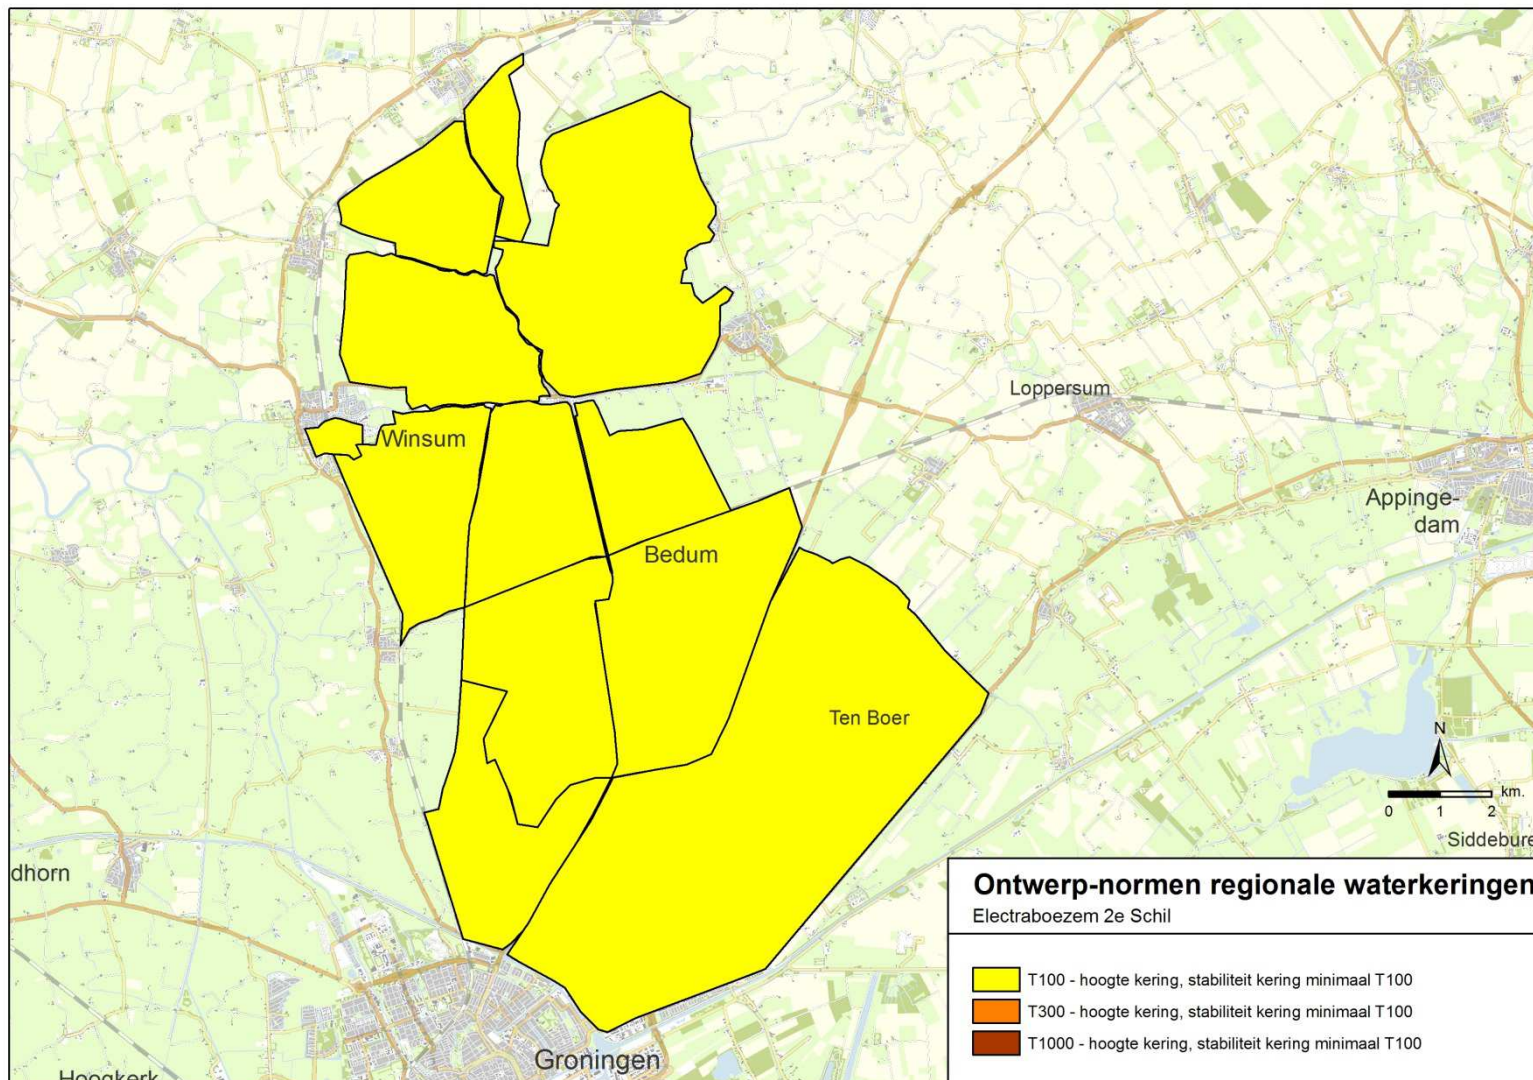 Loppersum
Winsum
Appinge-
dam
Bedum
Ten Boer
N
km.
0 1 2
Siddebure
dhorn
Ontwerp-normen regionale waterkeringen
Electraboezem 2e Schil
T100 - hoogte kering, stabiliteit kering minimaal T100
T300 - hoogte kering, stabiliteit kering minimaal T100
T1000 - hoogte kering, stabiliteit kering minimaal T100
Groningen
Hoogkerk